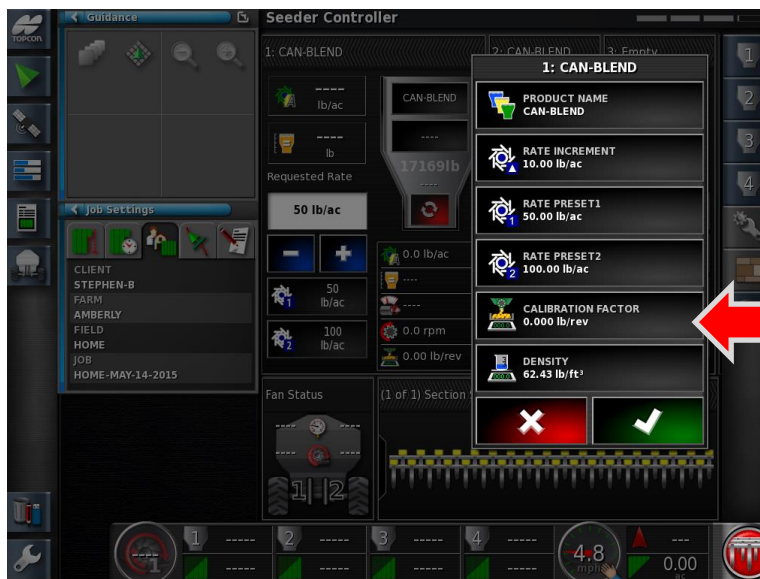 TOPCON
Guidance
Seeder Controller
1: CAN-BLEND
2: CAN-BLEND
3: Empty
----
lb/ac
----
lb
Requested Rate
50 lb/ac
50
lb/ac
100
lb/ac
CAN-BLEND
----
17169lb
----
0.0 lb/ac
----
----
0.0 rpm
0.00 lb/rev
1: CAN-BLEND
PRODUCT NAME
CAN-BLEND
RATE INCREMENT
10.00 lb/ac
RATE PRESET1
50.00 lb/ac
RATE PRESET2
100.00 lb/ac
CALIBRATION FACTOR
0.000 lb/rev
DENSITY
62.43 lb/ft³
1
2
3
4
Job Settings
CLIENT
STEPHEN-B
FARM
AMBERLY
FIELD
HOME
JOB
HOME-MAY-14-2015
Fan Status
---- ----
---- ----
1 2
(1 of 1) Section
----
1
1 -----
-----
2 -----
-----
3 -----
-----
4 -----
-----
4.8
mph
---
0.00
ac